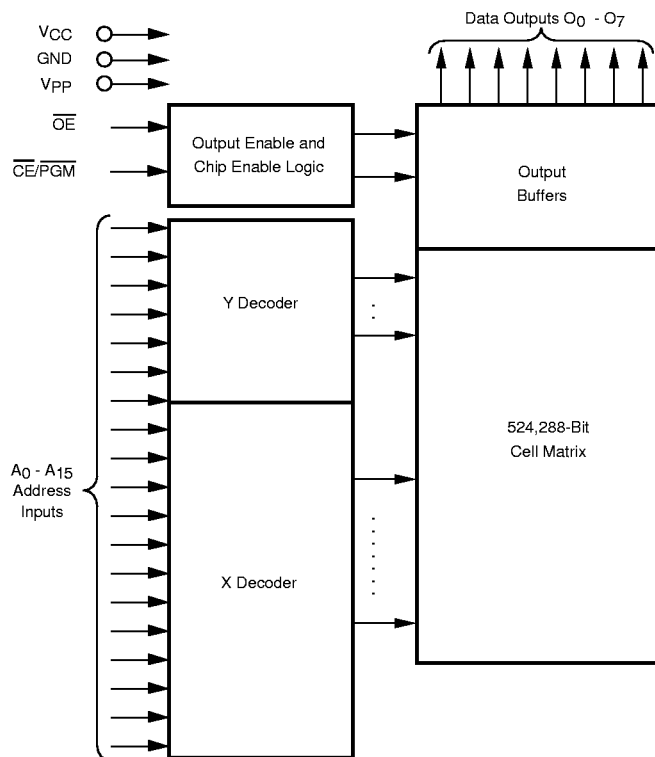 Data Outputs O0 - O7
VCC
GND
VPP
OE
CE/PGM
Output Enable and
Chip Enable Logic
Output
Buffers
Y Decoder
524,288-Bit
Cell Matrix
A0 - A15
Address
Inputs
X Decoder